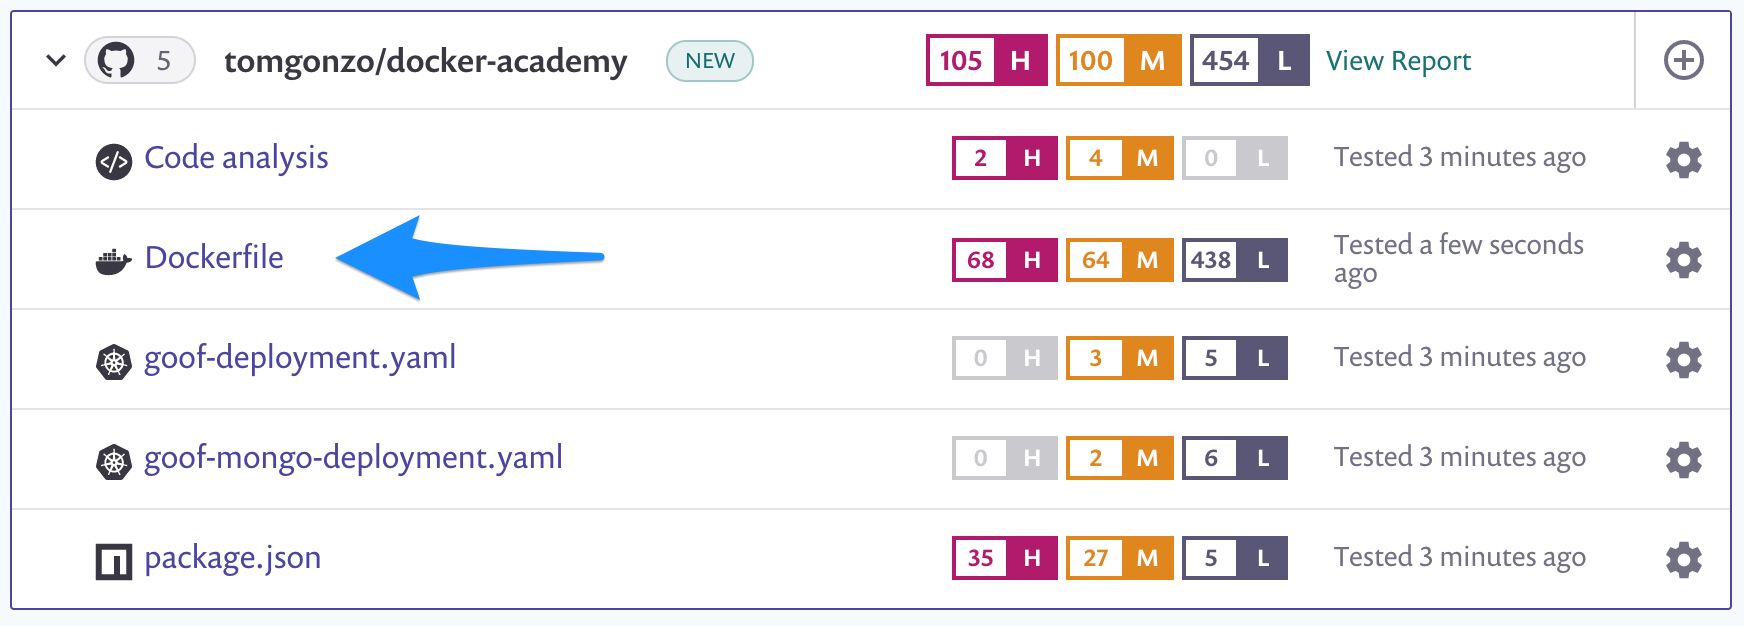 5 tomgonzo/docker-academy NEW 105 H 100 M 454 L View Report
Code analysis 2 H 4 M 0 L Tested 3 minutes ago
Dockerfile 68 H 64 M 438 L Tested a few seconds
ago
goof-deployment.yaml 0 H 3 M 5 L Tested 3 minutes ago
goof-mongo-deployment.yaml 0 H 2 M 6 L Tested 3 minutes ago
package.json 35 H 27 M 5 L Tested 3 minutes ago